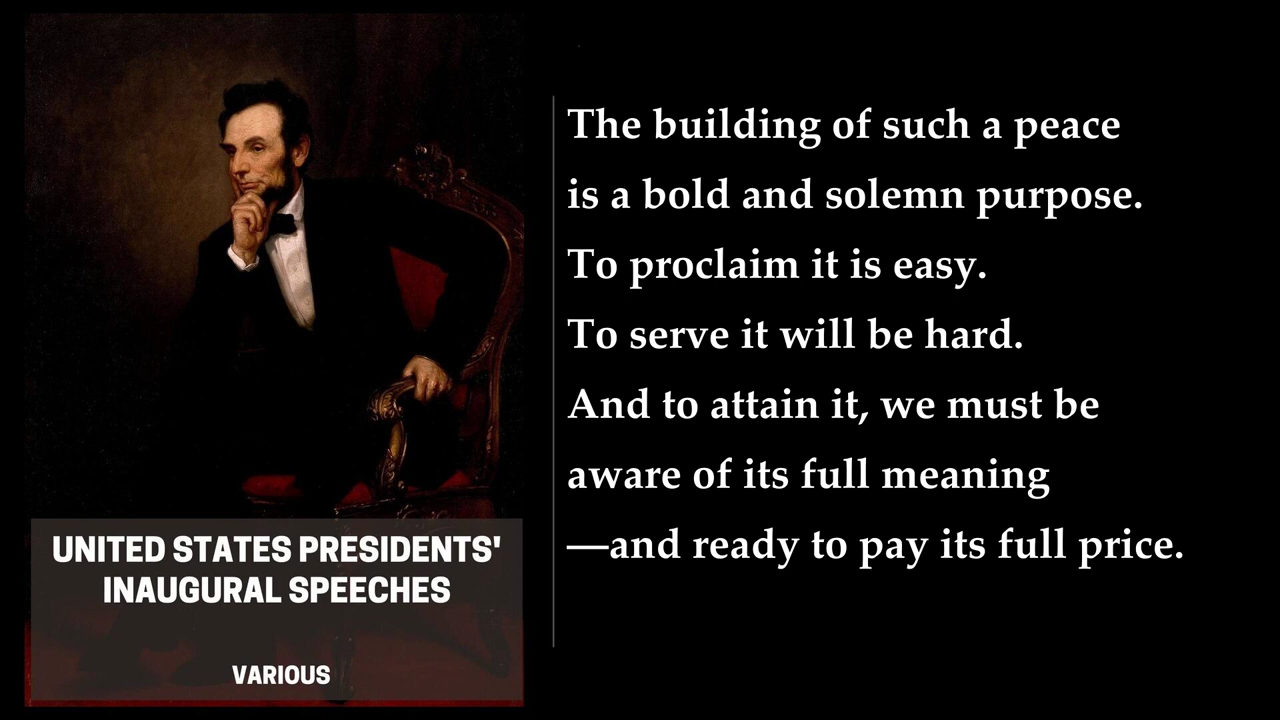 UNITED STATES PRESIDENTS'
INAUGURAL SPEECHES
VARIOUS
The building of such a peace
is a bold and solemn purpose.
To proclaim it is easy.
To serve it will be hard.
And to attain it, we must be
aware of its full meaning
—and ready to pay its full price.